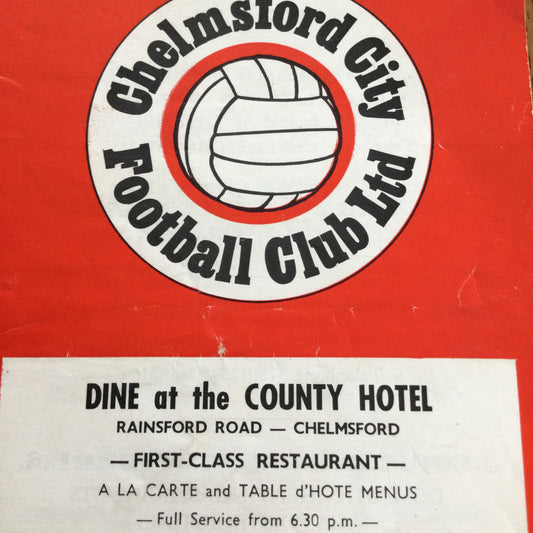 Chelmsford City
Football Club Ltd
DINE at the COUNTY HOTEL
RAINSFORD ROAD — CHELMSFORD
— FIRST-CLASS RESTAURANT —
A LA CARTE and TABLE d'HOTE MENUS
— Full Service from 6.30 p.m. —